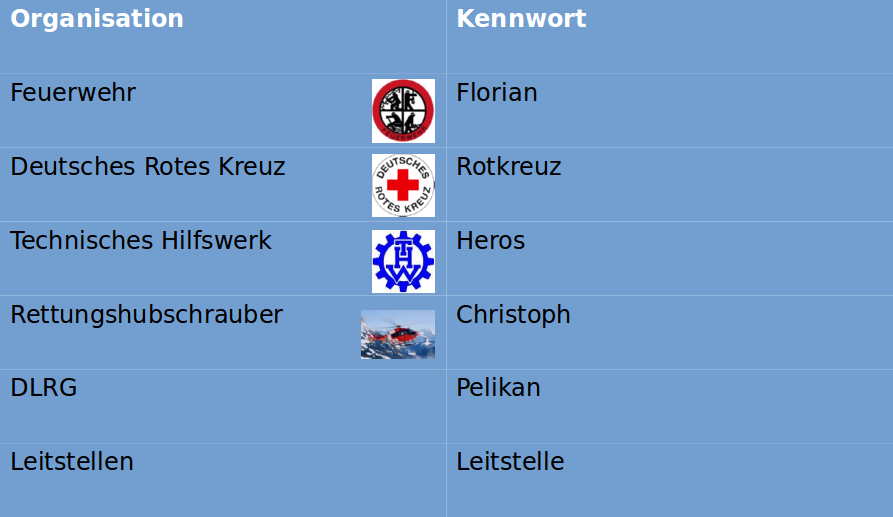 Organisation Kennwort
Feuerwehr Florian
Deutsches Rotes Kreuz DEUTSCHES ROTES KREUZ Rotkreuz
Technisches Hilfswerk THW Heros
Rettungshubschrauber Christoph
DLRG Pelikan
Leitstellen Leitstelle